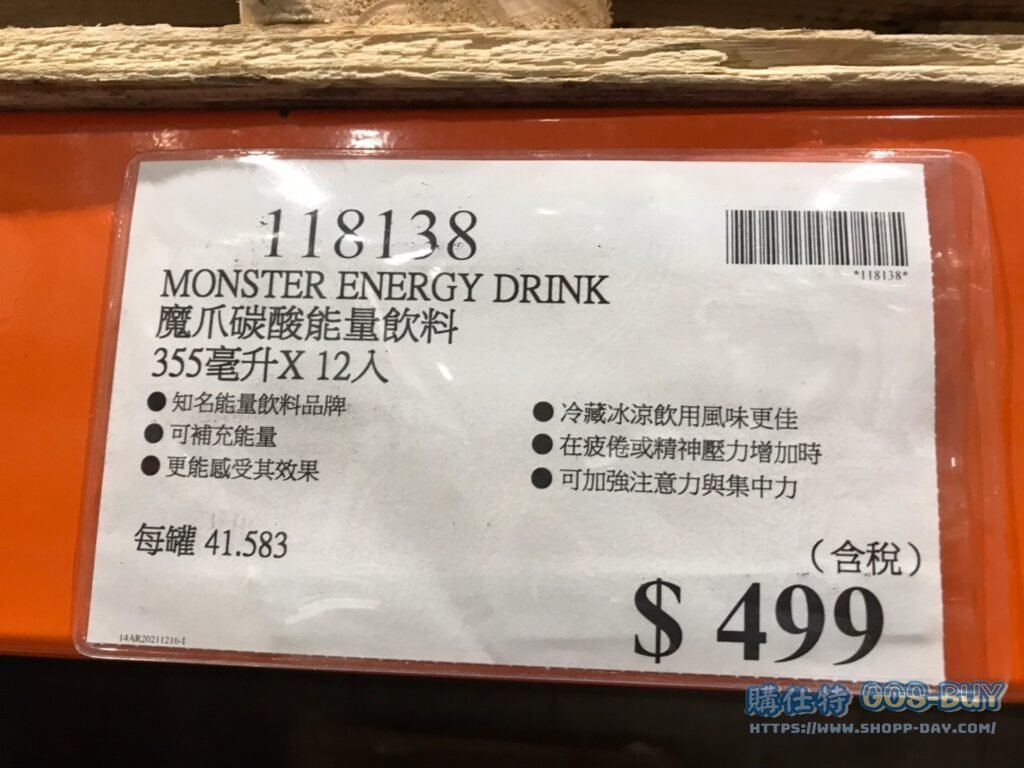 118138
*118138*
MONSTER ENERGY DRINK
魔爪碳酸能量飲料
355毫升X 12入
●知名能量飲料品牌
●可補充能量
●更能感受其效果
●冷藏冰涼飲用風味更佳
●在疲倦或精神壓力增加時
●可加強注意力與集中力
每罐 41.583
（含稅）
$ 499
14AR20211216-1
購仕特 GOS-BUY
HTTPS://WWW.SHOPP-DAY.COM/